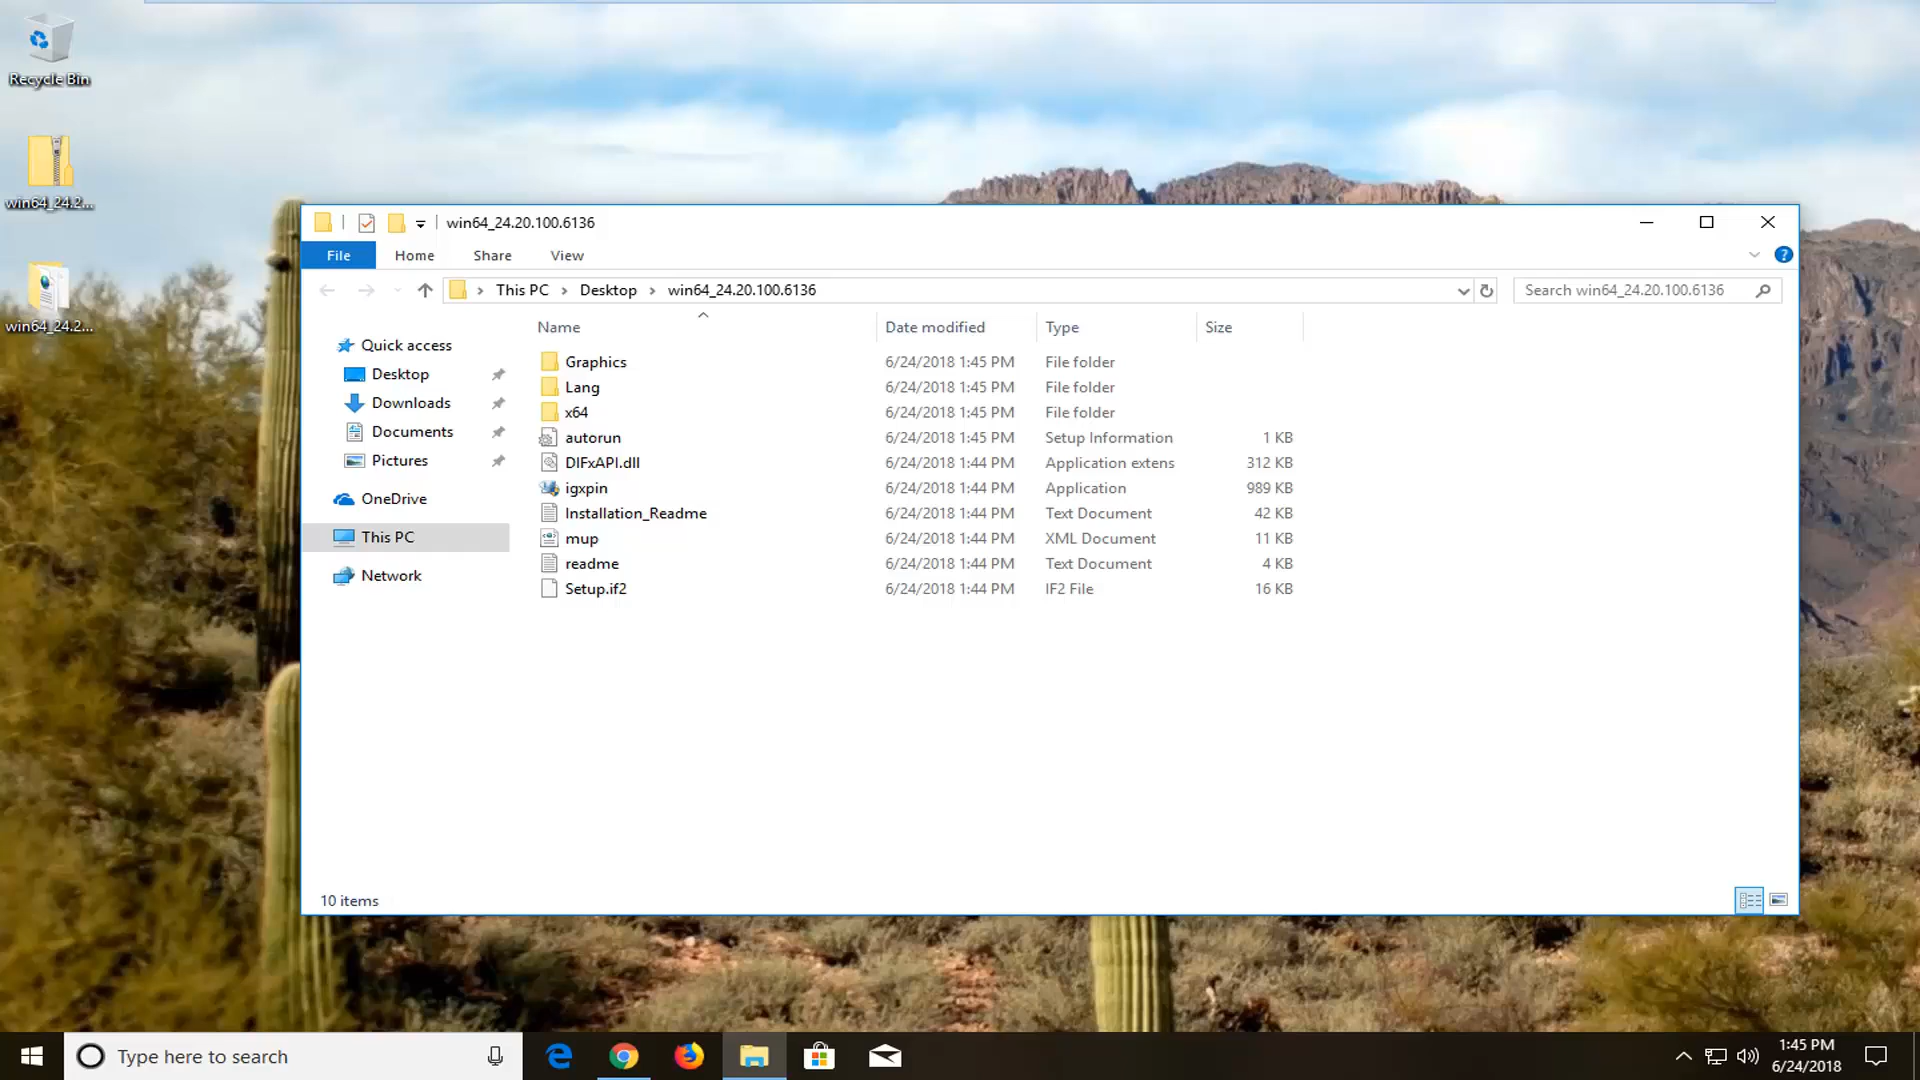 Recycle Bin
win64_24.2...
win64_24.2...
win64_24.20.100.6136
File Home Share View
This PC Desktop win64_24.20.100.6136
Search win64_24.20.100.6136
Name Date modified Type Size
Quick access
Desktop
Downloads
Documents
Pictures
OneDrive
This PC
Network
Graphics 6/24/2018 1:45 PM File folder
Lang 6/24/2018 1:45 PM File folder
x64 6/24/2018 1:45 PM File folder
autorun 6/24/2018 1:45 PM Setup Information 1 KB
DIFxAPI.dll 6/24/2018 1:44 PM Application extens 312 KB
igxpin 6/24/2018 1:44 PM Application 989 KB
Installation_Readme 6/24/2018 1:44 PM Text Document 42 KB
mup 6/24/2018 1:44 PM XML Document 11 KB
readme 6/24/2018 1:44 PM Text Document 4 KB
Setup.if2 6/24/2018 1:44 PM IF2 File 16 KB
10 items
Type here to search
1:45 PM
6/24/2018